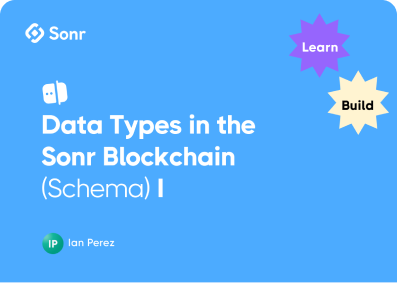 Sonr
Learn
Build
Data Types in the
Sonr Blockchain
(Schema) I
IP Ian Perez